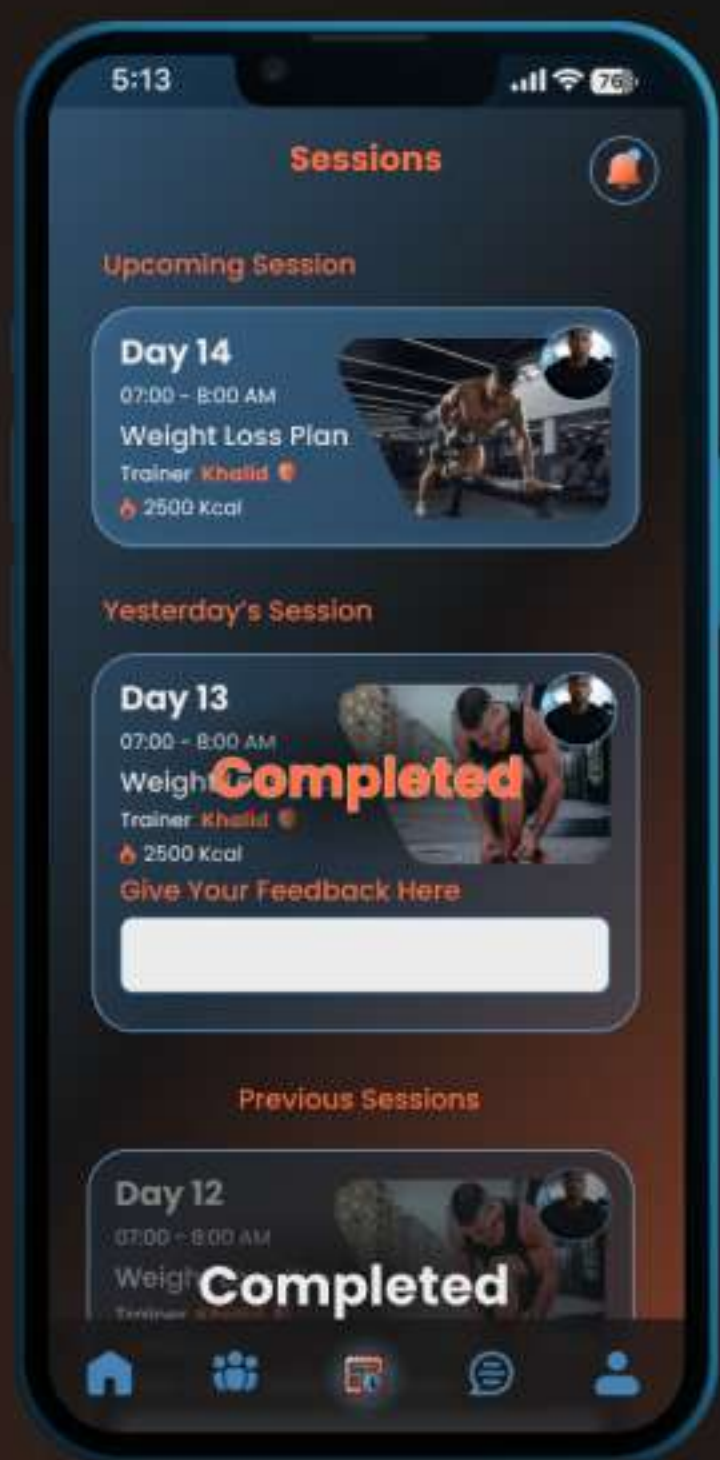 5:13
76
Sessions
Upcoming Session
Day 14
07:00 - 8:00 AM
Weight Loss Plan
Trainer Khalid
2500 Kcal
Yesterday's Session
Day 13
07:00 - 8:00 AM
Completed
Trainer Khalid
2500 Kcal
Give Your Feedback Here
Previous Sessions
Day 12
07:00 - 8:00 AM
Completed
Trainer